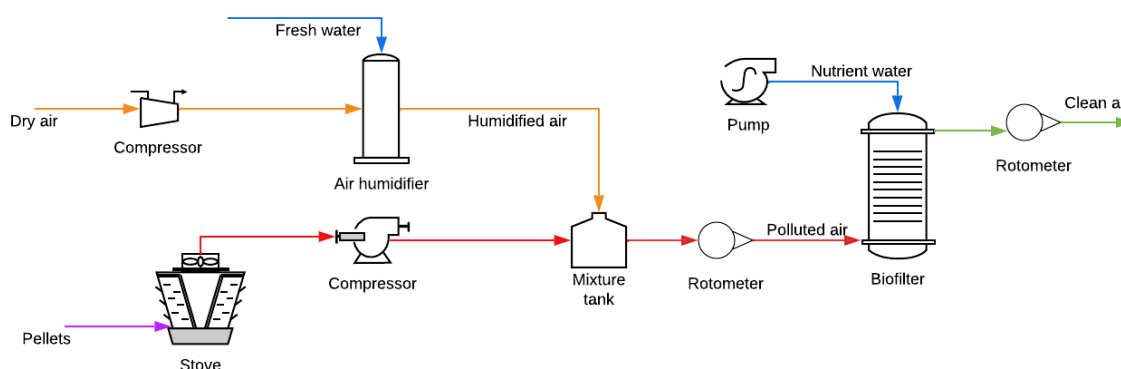 Fresh water
Nutrient water
Clean a
Dry air
Humidified air
Pump
Compressor
Rotometer
Air humidifier
Polluted air
Mixture
tank
Biofilter
Compressor
Rotometer
Pellets
Stove